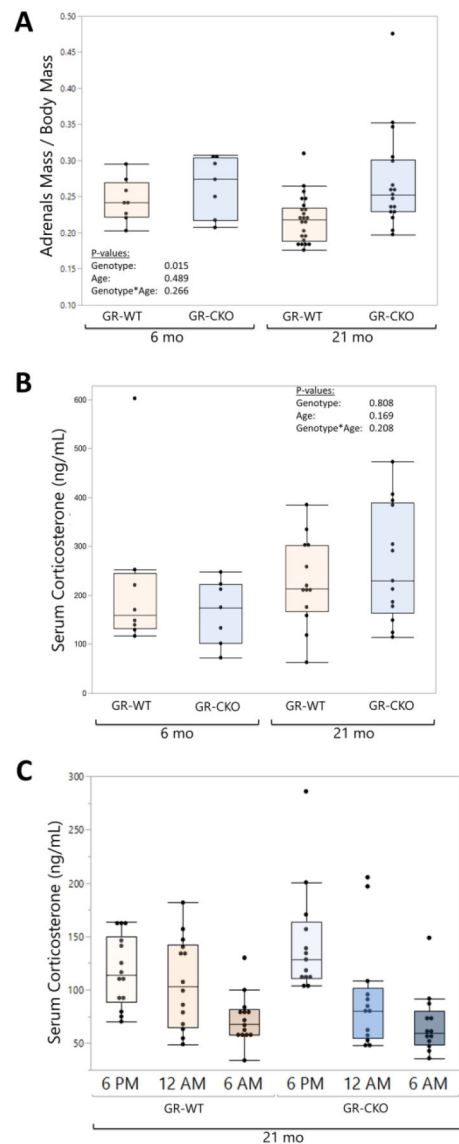 A
Adrenals Mass / Body Mass
0.50
0.45
0.40
0.35
0.30
0.25
0.20
0.15
0.10
P-values:
Genotype: 0.015
Age: 0.489
Genotype*Age: 0.266
GR-WT GR-CKO GR-WT GR-CKO
6 mo 21 mo
B
Serum Corticosterone (ng/mL)
600
500
400
300
200
100
0
P-values:
Genotype: 0.808
Age: 0.169
Genotype*Age: 0.208
GR-WT GR-CKO GR-WT GR-CKO
6 mo 21 mo
C
Serum Corticosterone (ng/mL)
300
250
200
150
100
50
6 PM 12 AM 6 AM 6 PM 12 AM 6 AM
GR-WT GR-CKO
21 mo